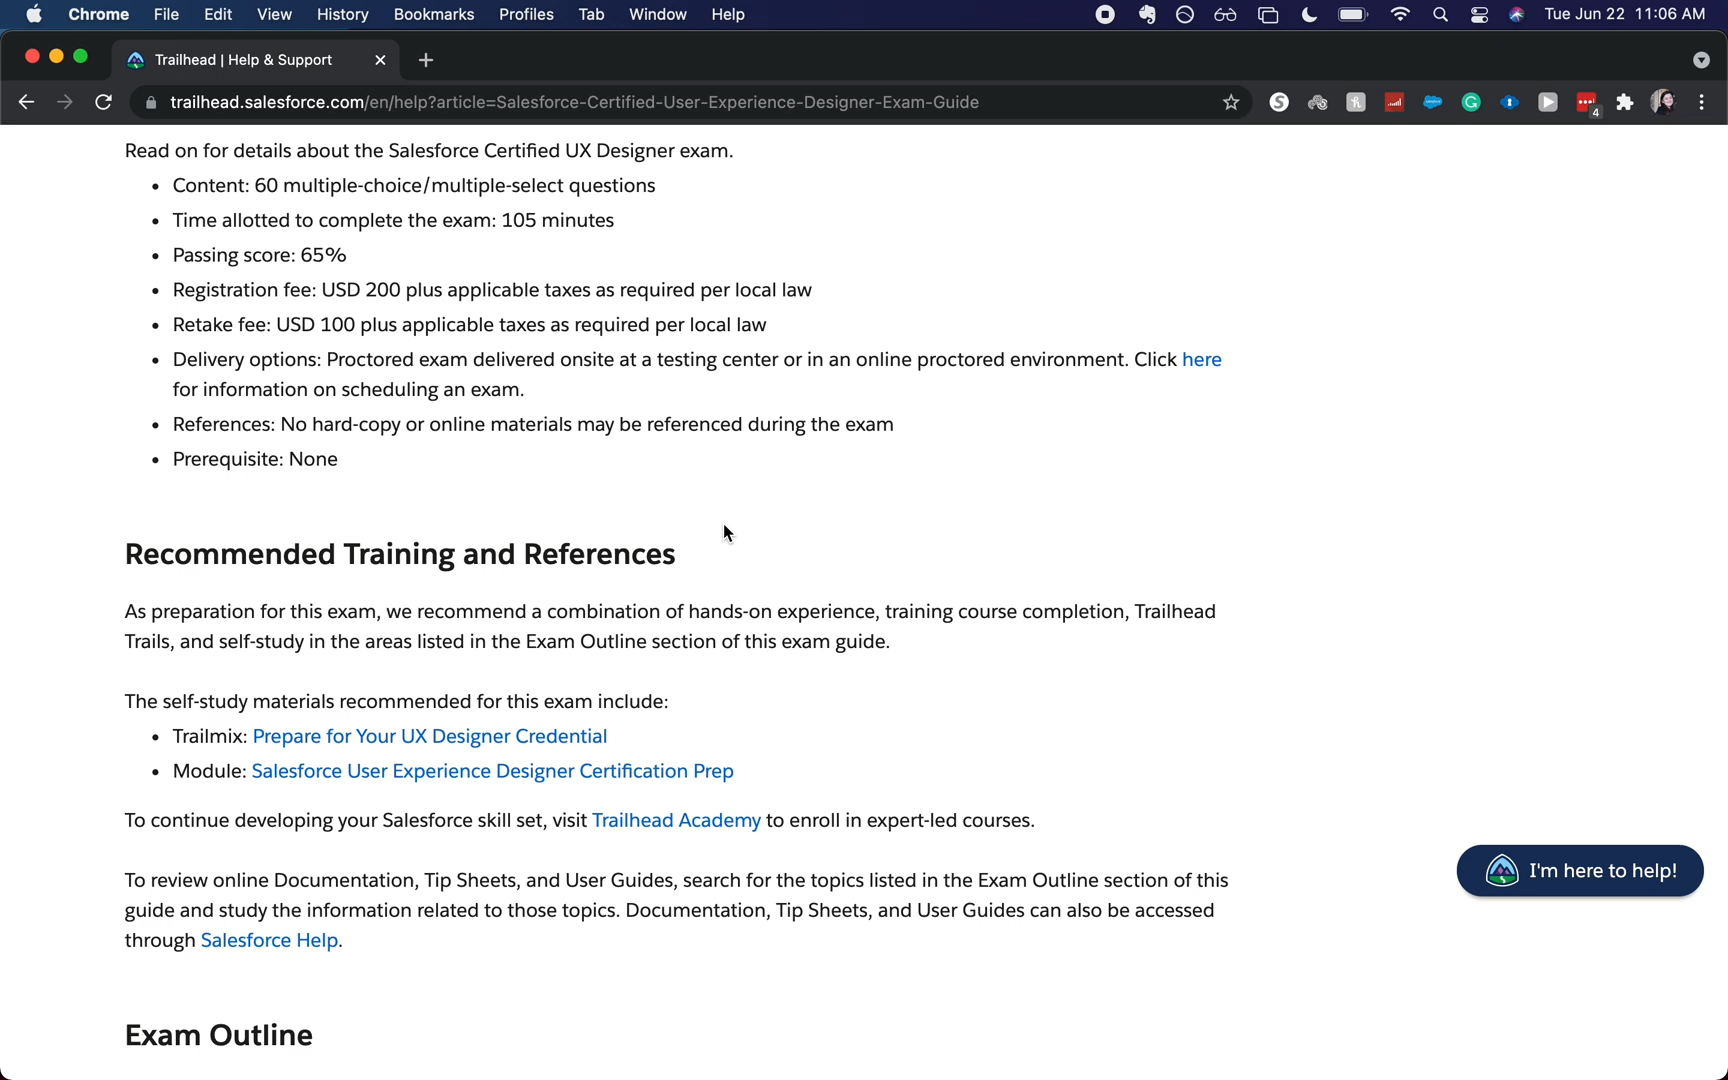 Chrome File Edit View History Bookmarks Profiles Tab Window Help Tue Jun 22 11:06 AM
Trailhead | Help & Support
trailhead.salesforce.com/en/help?article=Salesforce-Certified-User-Experience-Designer-Exam-Guide
4
Read on for details about the Salesforce Certified UX Designer exam.
• Content: 60 multiple-choice/multiple-select questions
• Time allotted to complete the exam: 105 minutes
• Passing score: 65%
• Registration fee: USD 200 plus applicable taxes as required per local law
• Retake fee: USD 100 plus applicable taxes as required per local law
• Delivery options: Proctored exam delivered onsite at a testing center or in an online proctored environment. Click here
for information on scheduling an exam.
• References: No hard-copy or online materials may be referenced during the exam
• Prerequisite: None
Recommended Training and References
As preparation for this exam, we recommend a combination of hands-on experience, training course completion, Trailhead
Trails, and self-study in the areas listed in the Exam Outline section of this exam guide.
The self-study materials recommended for this exam include:
• Trailmix: Prepare for Your UX Designer Credential
• Module: Salesforce User Experience Designer Certification Prep
To continue developing your Salesforce skill set, visit Trailhead Academy to enroll in expert-led courses.
I'm here to help!
To review online Documentation, Tip Sheets, and User Guides, search for the topics listed in the Exam Outline section of this
guide and study the information related to those topics. Documentation, Tip Sheets, and User Guides can also be accessed
through Salesforce Help.
Exam Outline